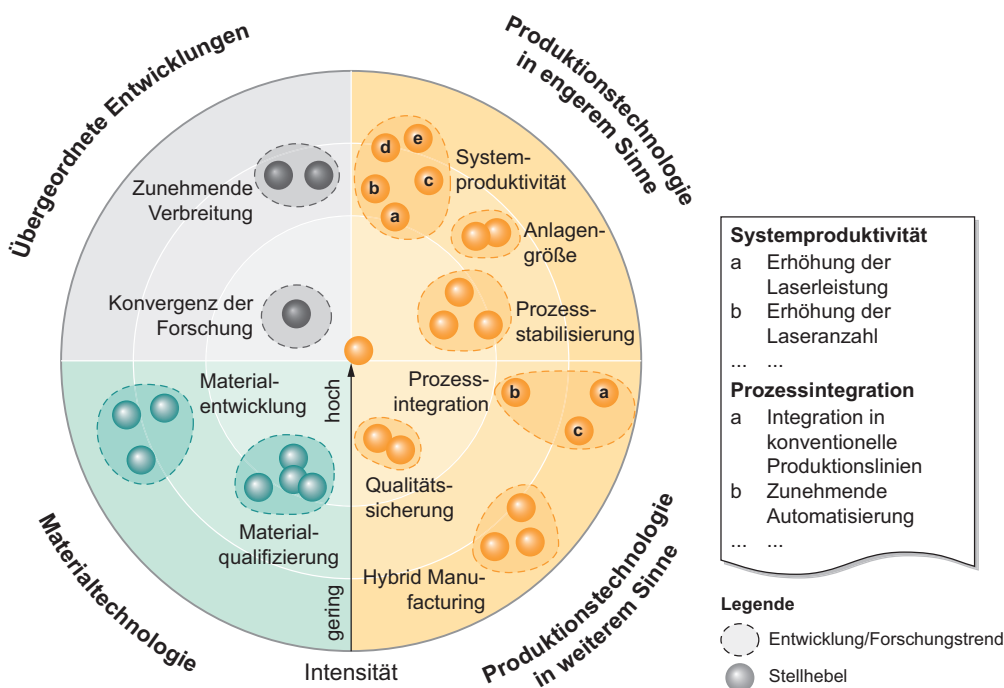 Übergeordnete Entwicklungen
Produktionstechnologie
in engerem Sinne
Zunehmende
Verbreitung
Konvergenz der
Forschung
d
e
b
c
a
System-
produktivität
Anlagen-
größe
Prozess-
stabilisierung
Material-
entwicklung
Material-
qualifizierung
hoch
gering
Intensität
Prozess-
integration
b
a
c
Qualitäts-
sicherung
Hybrid Manu-
facturing
Materialtechnologie
Produktionstechnologie
in weiterem Sinne
Systemproduktivität
a Erhöhung der
Laserleistung
b Erhöhung der
Laseranzahl
... ...
Prozessintegration
a Integration in
konventionelle
Produktionslinien
b Zunehmende
Automatisierung
... ...
Legende
Entwicklung/Forschungstrend
Stellhebel